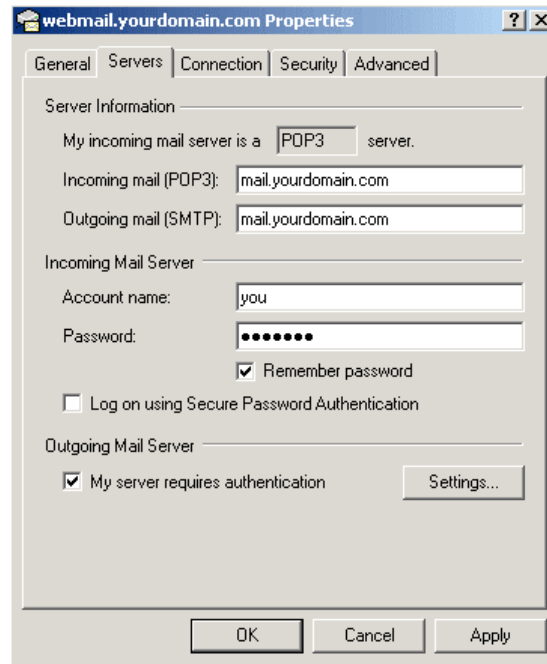 webmail.yourdomain.com Properties ? X
General Servers Connection Security Advanced
Server Information
My incoming mail server is a POP3 server.
Incoming mail (POP3): mail.yourdomain.com
Outgoing mail (SMTP): mail.yourdomain.com
Incoming Mail Server
Account name: you
Password: •••••••
Remember password
Log on using Secure Password Authentication
Outgoing Mail Server
My server requires authentication Settings...
OK Cancel Apply